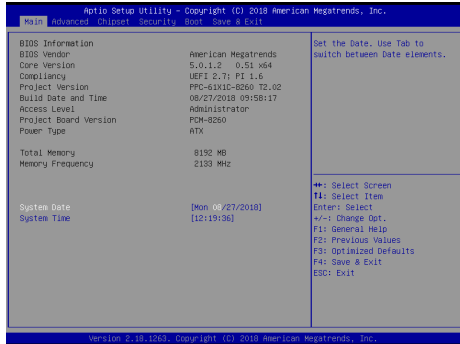 Aptio Setup Utility – Copyright (C) 2018 American Megatrends, Inc.
Main Advanced Chipset Security Boot Save & Exit
BIOS Information
BIOS Vendor American Megatrends
Core Version 5.0.1.2 0.51 x64
Compliancy UEFI 2.7; PI 1.6
Project Version PPC-61X1C-8260 T2.02
Build Date and Time 08/27/2018 09:58:17
Access Level Administrator
Project Board Version PCM-8260
Power Type ATX
Total Memory 8192 MB
Memory Frequency 2133 MHz
System Date [Mon 08/27/2018]
System Time [12:19:36]
Set the Date. Use Tab to
switch between Date elements.
→←: Select Screen
↑↓: Select Item
Enter: Select
+/-: Change Opt.
F1: General Help
F2: Previous Values
F3: Optimized Defaults
F4: Save & Exit
ESC: Exit
Version 2.18.1263. Copyright (C) 2018 American Megatrends, Inc.